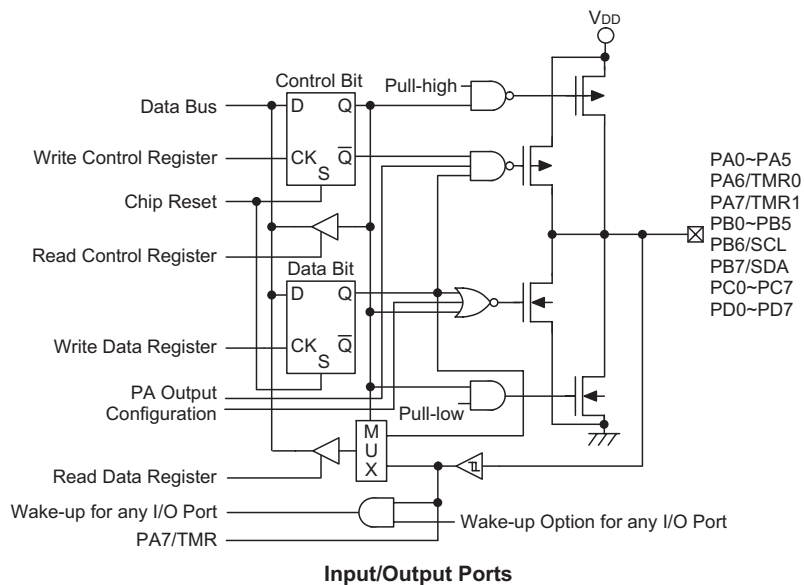 VDD
Control Bit
Pull-high
Data Bus
D
Q
Write Control Register
CK
Q
S
Chip Reset
Read Control Register
Data Bit
D
Q
Write Data Register
CK
Q
S
PA Output
Configuration
Pull-low
M
U
X
Read Data Register
Wake-up for any I/O Port
Wake-up Option for any I/O Port
PA7/TMR
PA0~PA5
PA6/TMR0
PA7/TMR1
PB0~PB5
PB6/SCL
PB7/SDA
PC0~PC7
PD0~PD7
Input/Output Ports